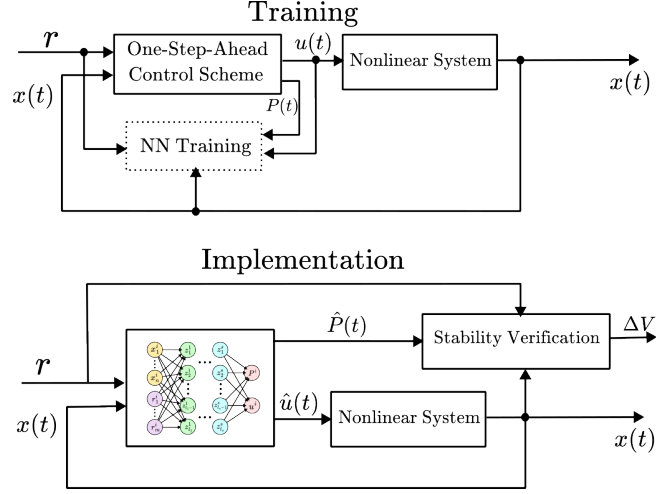 Training
r
One-Step-Ahead
Control Scheme
u(t)
Nonlinear System
x(t)
x(t)
P(t)
NN Training
Implementation
r
x(t)
P̂(t)
Stability Verification
ΔV
û(t)
Nonlinear System
x(t)